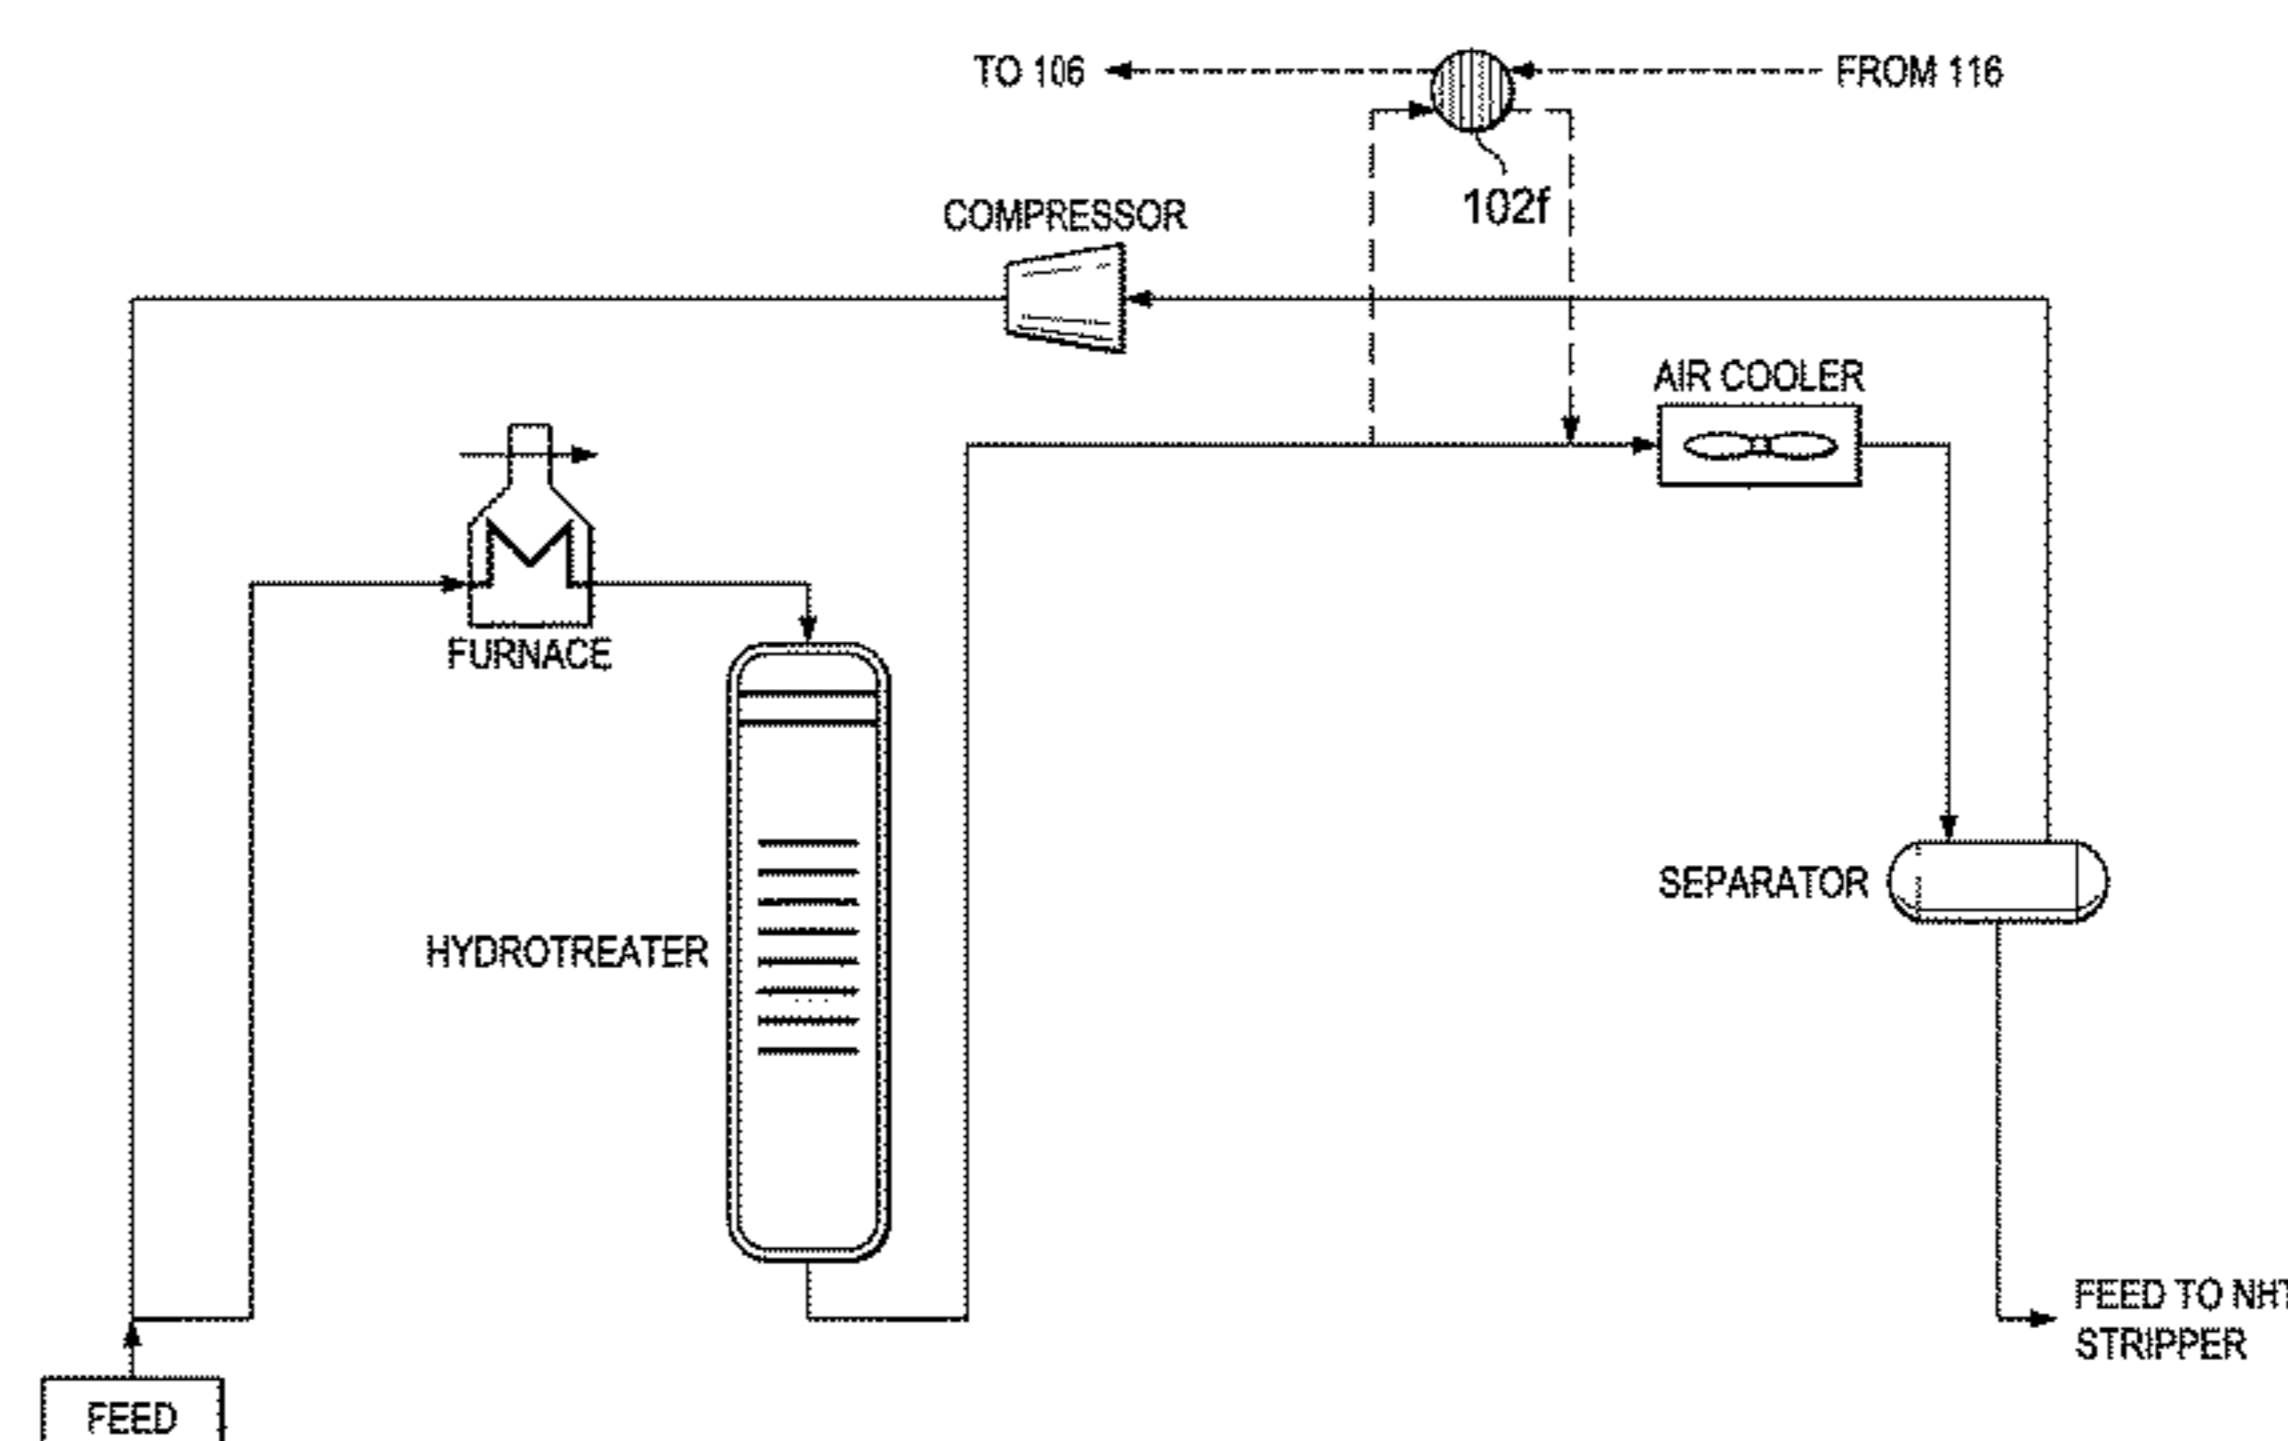 TO 106
FROM 116
102f
COMPRESSOR
AIR COOLER
FURNACE
SEPARATOR
HYDROTREATER
FEED TO NHT
STRIPPER
FEED